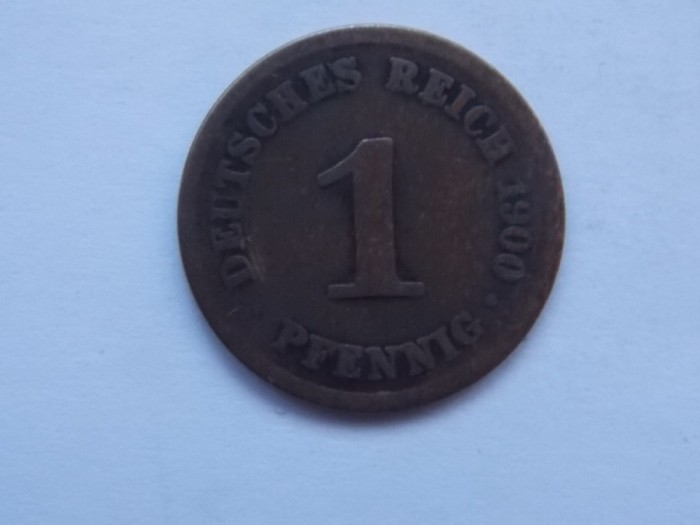 DEUTSCHES REICH 1900
1
· PFENNIG ·